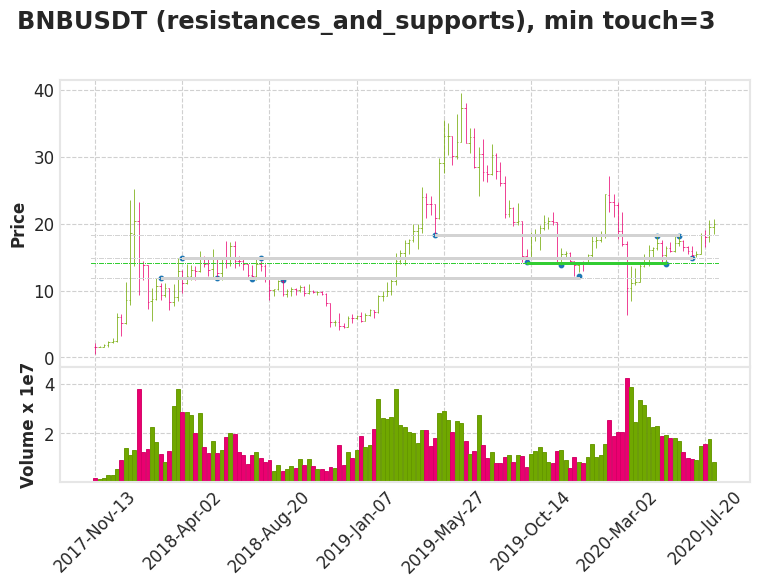 BNBUSDT (resistances_and_supports), min touch=3
Price
40
30
20
10
0
Volume x 1e7
4
2
2017-Nov-13
2018-Apr-02
2018-Aug-20
2019-Jan-07
2019-May-27
2019-Oct-14
2020-Mar-02
2020-Jul-20